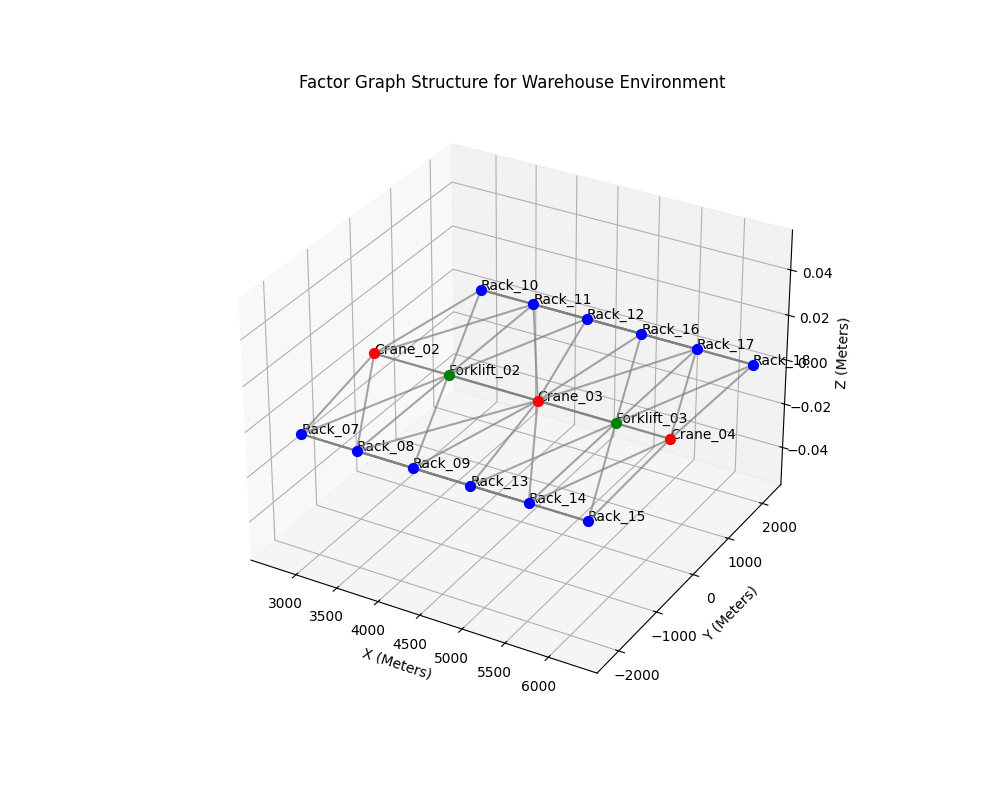 Factor Graph Structure for Warehouse Environment
Rack_10
Rack_11
Rack_12
Rack_16
Rack_17
Rack_18
Crane_02
Forklift_02
Crane_03
Forklift_03
Crane_04
Rack_07
Rack_08
Rack_09
Rack_13
Rack_14
Rack_15
0.04
0.02
0.00
−0.02
−0.04
Z (Meters)
2000
1000
0
−1000
−2000
Y (Meters)
3000
3500
4000
4500
5000
5500
6000
X (Meters)